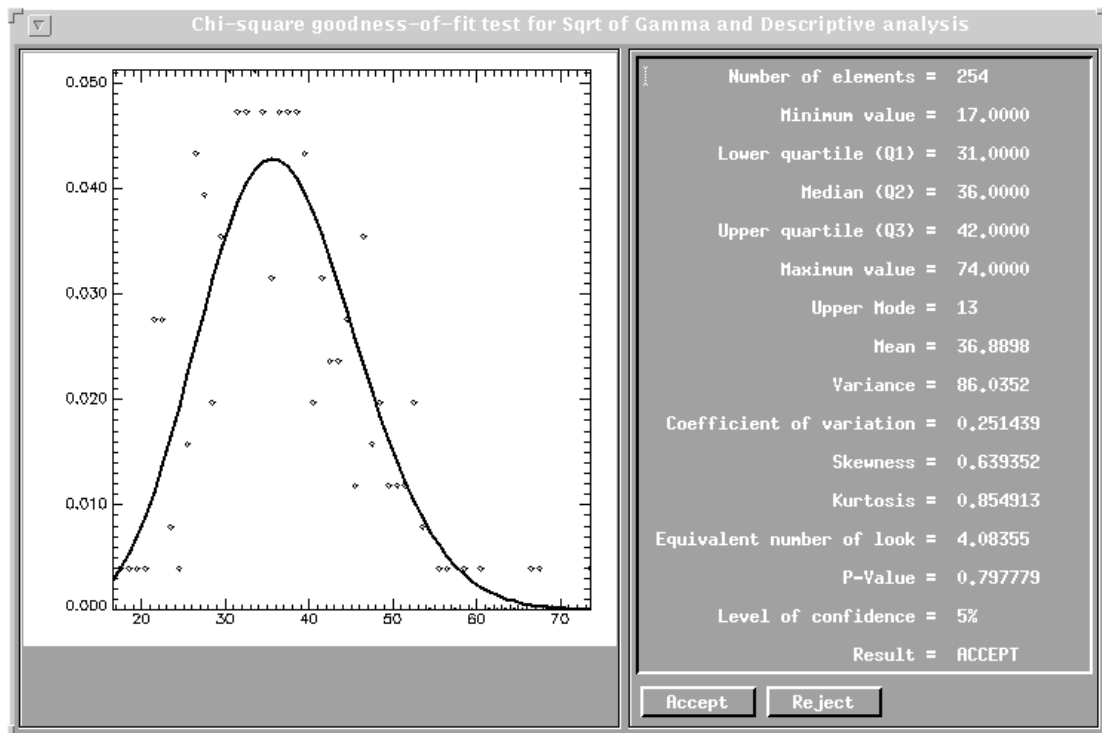 Chi-square goodness-of-fit test for Sqrt of Gamma and Descriptive analysis
0.050
0.040
0.030
0.020
0.010
0.000
20 30 40 50 60 70
Number of elements = 254
Minimum value = 17.0000
Lower quartile (Q1) = 31.0000
Median (Q2) = 36.0000
Upper quartile (Q3) = 42.0000
Maximum value = 74.0000
Upper Mode = 13
Mean = 36.8898
Variance = 86.0352
Coefficient of variation = 0.251439
Skewness = 0.639352
Kurtosis = 0.854913
Equivalent number of look = 4.08355
P-Value = 0.797779
Level of confidence = 5%
Result = ACCEPT
Accept Reject